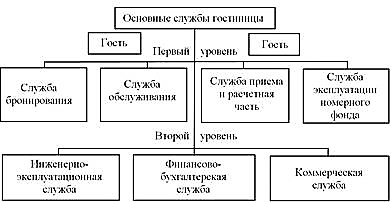 Основные службы гостиницы
Гость
Гость
Первый уровень
Служба
бронирования
Служба
обслуживания
Служба приема
и расчетная
часть
Служба
эксплуатации
номерного
фонда
Второй уровень
Инженерно-
эксплуатационная
служба
Финансово-
бухгалтерская
служба
Коммерческая
служба